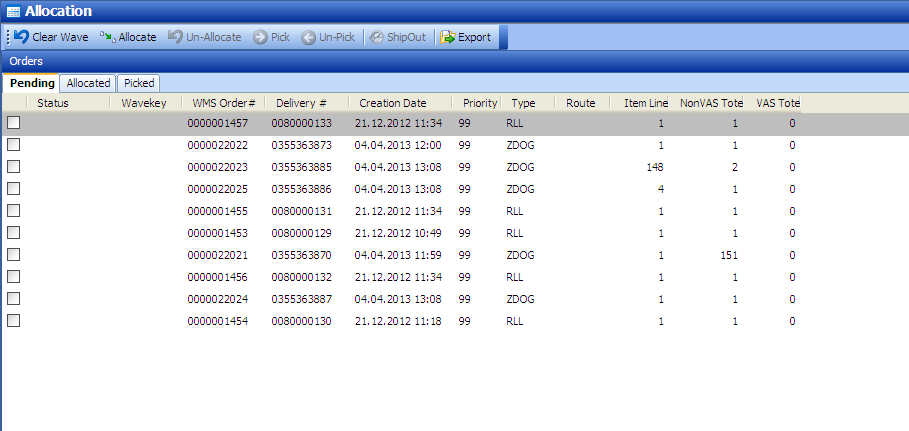 Allocation
Clear Wave Allocate Un-Allocate Pick Un-Pick ShipOut Export
Orders
Pending Allocated Picked
Status Wavekey WMS Order# Delivery # Creation Date Priority Type Route Item Line NonVAS Tote VAS Tote
0000001457 0080000133 21.12.2012 11:34 99 RLL 1 1 0
0000022022 0355363873 04.04.2013 12:00 99 ZDOG 1 1 0
0000022023 0355363885 04.04.2013 13:08 99 ZDOG 148 2 0
0000022025 0355363886 04.04.2013 13:08 99 ZDOG 4 1 0
0000001455 0080000131 21.12.2012 11:34 99 RLL 1 1 0
0000001453 0080000129 21.12.2012 10:49 99 RLL 1 1 0
0000022021 0355363870 04.04.2013 11:59 99 ZDOG 1 151 0
0000001456 0080000132 21.12.2012 11:34 99 RLL 1 1 0
0000022024 0355363887 04.04.2013 13:08 99 ZDOG 1 1 0
0000001454 0080000130 21.12.2012 11:18 99 RLL 1 1 0